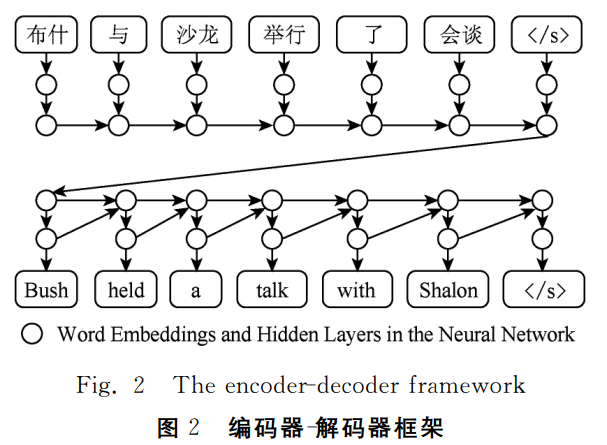 布什 与 沙龙 举行 了 会谈 </s>
Bush held a talk with Shalon </s>
Word Embeddings and Hidden Layers in the Neural Network
Fig. 2 The encoder-decoder framework
图 2 编码器-解码器框架